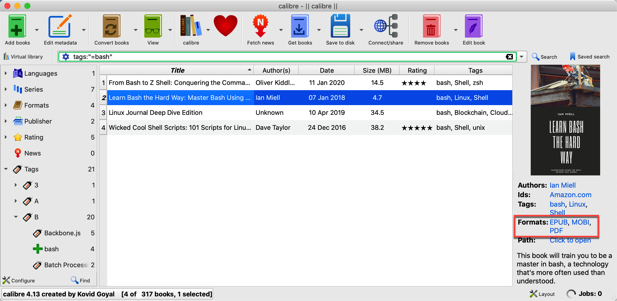 calibre - || calibre ||
Add books
Edit metadata
Convert books
View
calibre
Fetch news
Get books
Save to disk
Connect/share
Remove books
Edit book
Virtual library
tags:"=bash"
Search
Saved search
Languages 1
Series 7
Formats 4
Publisher 2
Rating 5
News 0
Tags 21
3 1
A 1
B 20
Backbone.js 5
bash 4
Batch Process 2
Configure
Find
Title Author(s) Date Size (MB) Rating Tags
1 From Bash to Z Shell: Conquering the Comma... Oliver Kiddl... 11 Jan 2020 14.5 ★★★★ bash, Shell, zsh
2 Learn Bash the Hard Way: Master Bash Using ... Ian Miell 07 Jan 2018 4.7 bash, Linux, Shell
3 Linux Journal Deep Dive Edition Unknown 10 Apr 2019 34.5 bash, Blockchain, Cloud...
4 Wicked Cool Shell Scripts: 101 Scripts for Linu... Dave Taylor 24 Dec 2016 38.2 ★★★★★ bash, Shell, unix
IAN MIELL
LEARN BASH
THE HARD
WAY
Authors: Ian Miell
Ids: Amazon.com
Tags: bash, Linux,
Shell
Formats: EPUB, MOBI,
PDF
Path: Click to open
This book will train you to be a
master in bash, a technology
that's more often used than
understood.
calibre 4.13 created by Kovid Goyal [4 of 317 books, 1 selected]
Layout
Jobs: 0